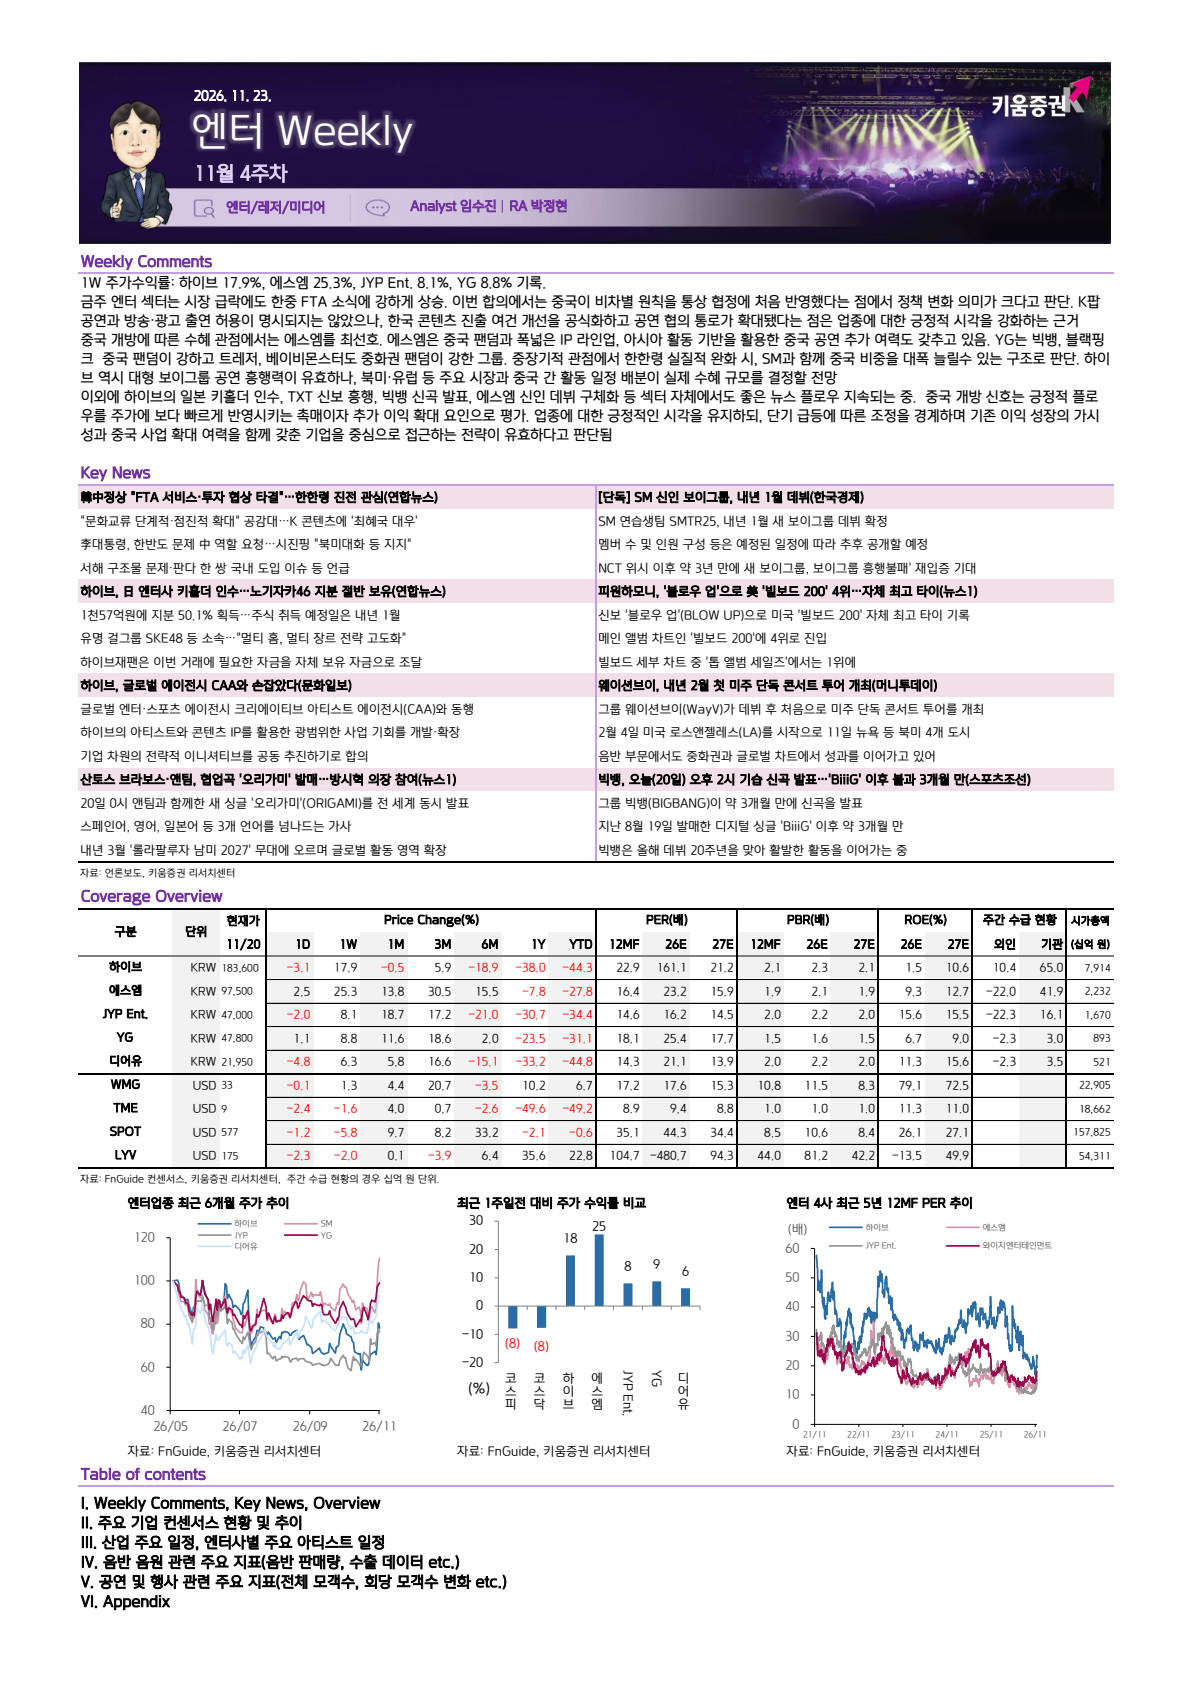 2026. 11. 23.
엔터 Weekly
11월 4주차
키움증권
엔터/레저/미디어
Analyst 임수진 | RA 박정현
Weekly Comments
1W 주가수익률: 하이브 17.9%, 에스엠 25.3%, JYP Ent. 8.1%, YG 8.8% 기록.
금주 엔터 섹터는 시장 급락에도 한중 FTA 소식에 강하게 상승. 이번 합의에서는 중국이 비차별 원칙을 통상 협정에 처음 반영했다는 점에서 정책 변화 의미가 크다고 판단. K팝
공연과 방송·광고 출연 허용이 명시되지는 않았으나, 한국 콘텐츠 진출 여건 개선을 공식화하고 공연 협의 통로가 확대됐다는 점은 업종에 대한 긍정적 시각을 강화하는 근거
중국 개방에 따른 수혜 관점에서는 에스엠를 최선호. 에스엠은 중국 팬덤과 폭넓은 IP 라인업, 아시아 활동 기반을 활용한 중국 공연 추가 여력도 갖추고 있음. YG는 빅뱅, 블랙핑
크 중국 팬덤이 강하고 트레저, 베이비몬스터도 중화권 팬덤이 강한 그룹. 중장기적 관점에서 한한령 실질적 완화 시, SM과 함께 중국 비중을 대폭 늘릴수 있는 구조로 판단. 하이
브 역시 대형 보이그룹 공연 흥행력이 유효하나, 북미·유럽 등 주요 시장과 중국 간 활동 일정 배분이 실제 수혜 규모를 결정할 전망
이외에 하이브의 일본 키홀더 인수, TXT 신보 흥행, 빅뱅 신곡 발표, 에스엠 신인 데뷔 구체화 등 섹터 자체에서도 좋은 뉴스 플로우 지속되는 중. 중국 개방 신호는 긍정적 플로
우를 주가에 보다 빠르게 반영시키는 촉매이자 추가 이익 확대 요인으로 평가. 업종에 대한 긍정적인 시각을 유지하되, 단기 급등에 따른 조정을 경계하며 기존 이익 성장의 가시
성과 중국 사업 확대 여력을 함께 갖춘 기업을 중심으로 접근하는 전략이 유효하다고 판단됨
Key News
韓中정상 "FTA 서비스·투자 협상 타결"…한한령 진전 관심(연합뉴스)
"문화교류 단계적·점진적 확대" 공감대…K 콘텐츠에 '최혜국 대우'
李대통령, 한반도 문제 中 역할 요청…시진핑 "북미대화 등 지지"
서해 구조물 문제·판다 한 쌍 국내 도입 이슈 등 언급
하이브, 日 엔터사 키홀더 인수…노기자카46 지분 절반 보유(연합뉴스)
1천57억원에 지분 50.1% 획득…주식 취득 예정일은 내년 1월
유명 걸그룹 SKE48 등 소속…"멀티 홈, 멀티 장르 전략 고도화"
하이브재팬은 이번 거래에 필요한 자금을 자체 보유 자금으로 조달
하이브, 글로벌 에이전시 CAA와 손잡았다(문화일보)
글로벌 엔터·스포츠 에이전시 크리에이티브 아티스트 에이전시(CAA)와 동행
하이브의 아티스트와 콘텐츠 IP를 활용한 광범위한 사업 기회를 개발·확장
기업 차원의 전략적 이니셔티브를 공동 추진하기로 합의
산토스 브라보스·앤팀, 협업곡 '오리가미' 발매…방시혁 의장 참여(뉴스1)
20일 0시 앤팀과 함께한 새 싱글 '오리가미'(ORIGAMI)를 전 세계 동시 발표
스페인어, 영어, 일본어 등 3개 언어를 넘나드는 가사
내년 3월 '롤라팔루자 남미 2027' 무대에 오르며 글로벌 활동 영역 확장
[단독] SM 신인 보이그룹, 내년 1월 데뷔(한국경제)
SM 연습생팀 SMTR25, 내년 1월 새 보이그룹 데뷔 확정
멤버 수 및 인원 구성 등은 예정된 일정에 따라 추후 공개할 예정
NCT 위시 이후 약 3년 만에 새 보이그룹, 보이그룹 흥행불패' 재입증 기대
피원하모니, '블로우 업'으로 美 '빌보드 200' 4위…자체 최고 타이(뉴스1)
신보 '블로우 업'(BLOW UP)으로 미국 '빌보드 200' 자체 최고 타이 기록
메인 앨범 차트인 '빌보드 200'에 4위로 진입
빌보드 세부 차트 중 '톱 앨범 세일즈'에서는 1위에
웨이션브이, 내년 2월 첫 미주 단독 콘서트 투어 개최(머니투데이)
그룹 웨이션브이(WayV)가 데뷔 후 처음으로 미주 단독 콘서트 투어를 개최
2월 4일 미국 로스앤젤레스(LA)를 시작으로 11일 뉴욕 등 북미 4개 도시
음반 부문에서도 중화권과 글로벌 차트에서 성과를 이어가고 있어
빅뱅, 오늘(20일) 오후 2시 기습 신곡 발표…'BiiiG' 이후 불과 3개월 만(스포츠조선)
그룹 빅뱅(BIGBANG)이 약 3개월 만에 신곡을 발표
지난 8월 19일 발매한 디지털 싱글 'BiiiG' 이후 약 3개월 만
빅뱅은 올해 데뷔 20주년을 맞아 활발한 활동을 이어가는 중
자료: 언론보도, 키움증권 리서치센터
Coverage Overview
구분 단위 현재가 Price Change(%) PER(배) PBR(배) ROE(%) 주간 수급 현황 시가총액
11/20 1D 1W 1M 3M 6M 1Y YTD 12MF 26E 27E 12MF 26E 27E 26E 27E 외인 기관 (십억 원)
하이브 KRW 183,600 -3.1 17.9 -0.5 5.9 -18.9 -38.0 -44.3 22.9 161.1 21.2 2.1 2.3 2.1 1.5 10.6 10.4 65.0 7,914
에스엠 KRW 97,500 2.5 25.3 13.8 30.5 15.5 -7.8 -27.8 16.4 23.2 15.9 1.9 2.1 1.9 9.3 12.7 -22.0 41.9 2,232
JYP Ent. KRW 47,000 -2.0 8.1 18.7 17.2 -21.0 -30.7 -34.4 14.6 16.2 14.5 2.0 2.2 2.0 15.6 15.5 -22.3 16.1 1,670
YG KRW 47,800 1.1 8.8 11.6 18.6 2.0 -23.5 -31.1 18.1 25.4 17.7 1.5 1.6 1.5 6.7 9.0 -2.3 3.0 893
디어유 KRW 21,950 -4.8 6.3 5.8 16.6 -15.1 -33.2 -44.8 14.3 21.1 13.9 2.0 2.2 2.0 11.3 15.6 -2.3 3.5 521
WMG USD 33 -0.1 1.3 4.4 20.7 -3.5 10.2 6.7 17.2 17.6 15.3 10.8 11.5 8.3 79.1 72.5 22,905
TME USD 9 -2.4 -1.6 4.0 0.7 -2.6 -49.6 -49.2 8.9 9.4 8.8 1.0 1.0 1.0 11.3 11.0 18,662
SPOT USD 577 -1.2 -5.8 9.7 8.2 33.2 -2.1 -0.6 35.1 44.3 34.4 8.5 10.6 8.4 26.1 27.1 157,825
LYV USD 175 -2.3 -2.0 0.1 -3.9 6.4 35.6 22.8 104.7 -480.7 94.3 44.0 81.2 42.2 -13.5 49.9 54,311
자료: FnGuide 컨센서스, 키움증권 리서치센터, 주간 수급 현황의 경우 십억 원 단위.
엔터업종 최근 6개월 주가 추이
하이브 SM
JYP YG
디어유
120
100
80
60
40
26/05 26/07 26/09 26/11
자료: FnGuide, 키움증권 리서치센터
최근 1주일전 대비 주가 수익률 비교
30
20
10
0
-10
-20
(%)
(8) (8) 18 25 8 9 6
코스피 코스닥 하이브 에스엠 JYP Ent. YG 디어유
자료: FnGuide, 키움증권 리서치센터
엔터 4사 최근 5년 12MF PER 추이
(배)
하이브 에스엠
JYP Ent. 와이지엔터테인먼트
60
50
40
30
20
10
0
21/11 22/11 23/11 24/11 25/11 26/11
자료: FnGuide, 키움증권 리서치센터
Table of contents
I. Weekly Comments, Key News, Overview
II. 주요 기업 컨센서스 현황 및 추이
III. 산업 주요 일정, 엔터사별 주요 아티스트 일정
IV. 음반 음원 관련 주요 지표(음반 판매량, 수출 데이터 etc.)
V. 공연 및 행사 관련 주요 지표(전체 모객수, 회당 모객수 변화 etc.)
VI. Appendix